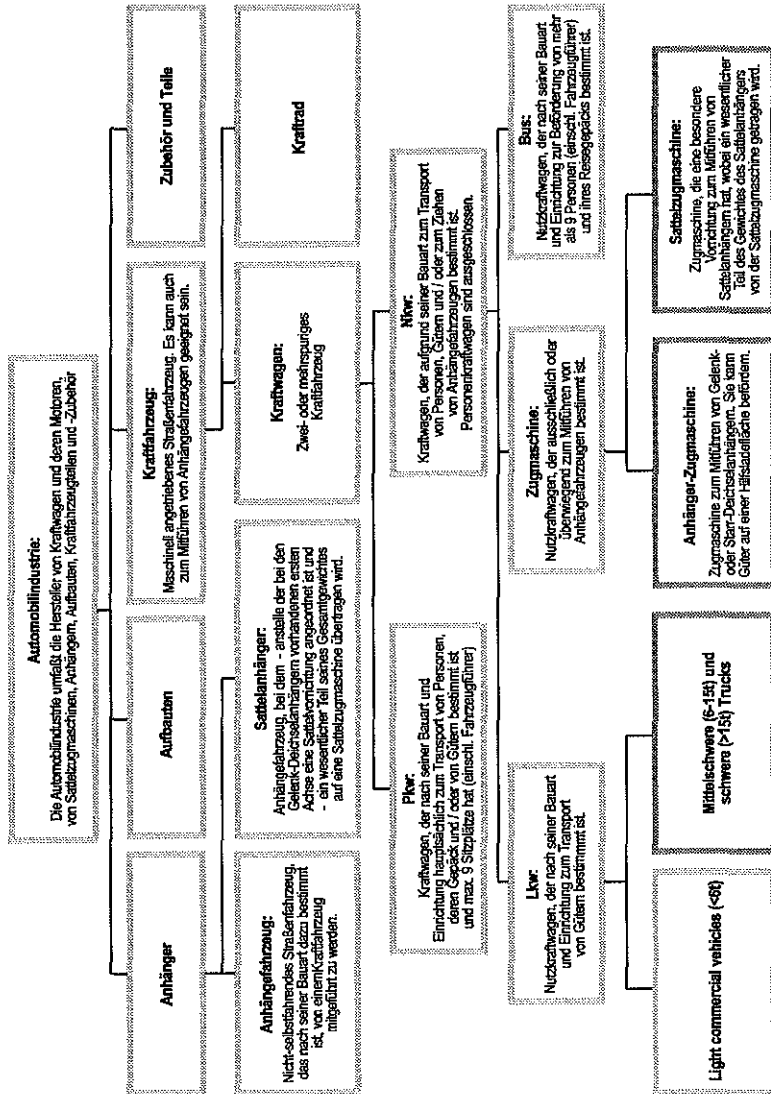 Automobilindustrie:
Die Automobilindustrie umfaßt die Hersteller von Kraftwagen und deren Motoren,
von Sattelzugmaschinen, Anhängern, Aufbauten, Kraftfahrzeugteilen und -Zubehör
Anhänger
Aufbauten
Kraftfahrzeug:
Maschinell angetriebenes Straßenfahrzeug. Es kann auch
zum Mitführen von Anhängefahrzeugen geeignet sein.
Zubehör und Teile
Anhängefahrzeug:
Nicht-selbstfahrendes Straßenfahrzeug,
das nach seiner Bauart dazu bestimmt
ist, von einemKraftfahrzeug
mitgeführt zu werden.
Sattelanhänger:
Anhängefahrzeug, bei dem - anstelle der bei den
Gelenk-Deichselanhängern vorhandenen ersten
Achse eine Sattelvorrichtung angeordnet ist und
- ein wesentlicher Teil seines Gesamtgewichtes
auf eine Sattelzugmaschine übertragen wird.
Kraftwagen:
Zwei- oder mehrspuriges
Kraftfahrzeug
Kraftrad
Pkw:
Kraftwagen, der nach seiner Bauart und
Einrichtung hauptsächlich zum Transport von Personen,
deren Gepäck und / oder von Gütern bestimmt ist
und max. 9 Sitzplätze hat (einschl. Fahrzeugführer)
Nkw:
Kraftwagen, der aufgrund seiner Bauart zum Transport
von Personen, Gütern und / oder zum Ziehen
von Anhängefahrzeugen bestimmt ist.
Personenkraftwagen sind ausgeschlossen.
Lkw:
Nutzkraftwagen, der nach seiner Bauart
und Einrichtung zum Transport
von Gütern bestimmmt ist.
Zugmaschine:
Nutzkraftwagen, der ausschließlich oder
überwiegend zum Mitführen von
Anhängefahrzeugen bestimmt ist.
Bus:
Nutzkraftwagen, der nach seiner Bauart
und Einrichtung zur Beförderung von mehr
als 9 Personen (einschl. Fahrzeugführer)
und ihres Reisegepäcks bestimmt ist.
Light commercial vehicles (<6t)
Mittelschwere (6-15t) und
schwere (>15t) Trucks
Anhänger-Zugmaschine:
Zugmaschine zum Mitführen von Gelenk-
oder Starr-Deichselanhängern. Sie kann
Güter auf einer Hilfsladefläche befördern.
Sattelzugmaschine:
Zugmaschine, die eine besondere
Vorrichtung zum Mitführen von
Sattelanhängern hat, wobei ein wesentlicher
Teil des Gewichtes des Sattelanhängers
von der Sattelzugmaschine getragen wird.